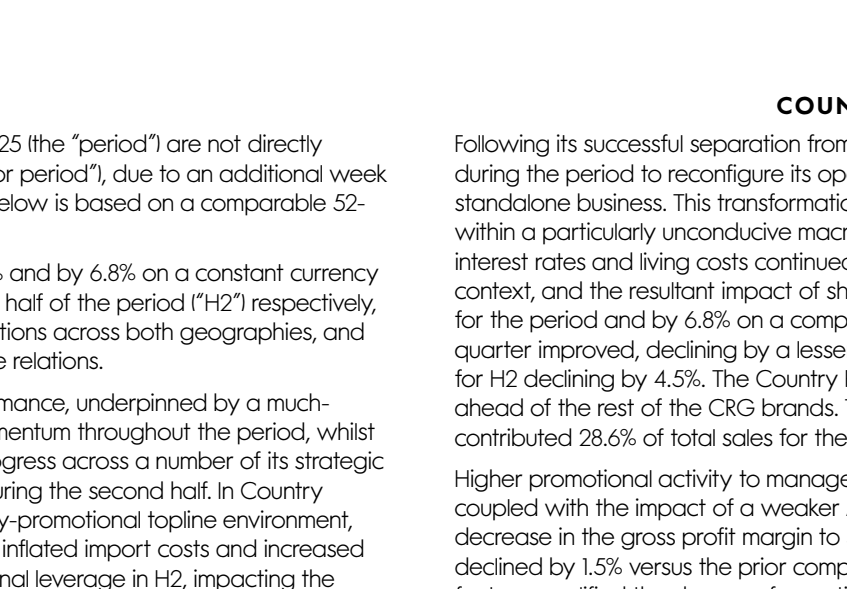 25 (the “period”) are not directly
or period”), due to an additional week
elow is based on a comparable 52-
and by 6.8% on a constant currency
half of the period (“H2”) respectively,
tions across both geographies, and
e relations.
mance, underpinned by a much-
mentum throughout the period, whilst
ogress across a number of its strategic
uring the second half. In Country
y-promotional topline environment,
inflated import costs and increased
nal leverage in H2, impacting the
COUN
Following its successful separation from
during the period to reconfigure its op
standalone business. This transformatio
within a particularly unconducive macr
interest rates and living costs continued
context, and the resultant impact of sh
for the period and by 6.8% on a comp
quarter improved, declining by a lesse
for H2 declining by 4.5%. The Country
ahead of the rest of the CRG brands.
contributed 28.6% of total sales for the
Higher promotional activity to manage
coupled with the impact of a weaker
decrease in the gross profit margin to
declined by 1.5% versus the prior comp